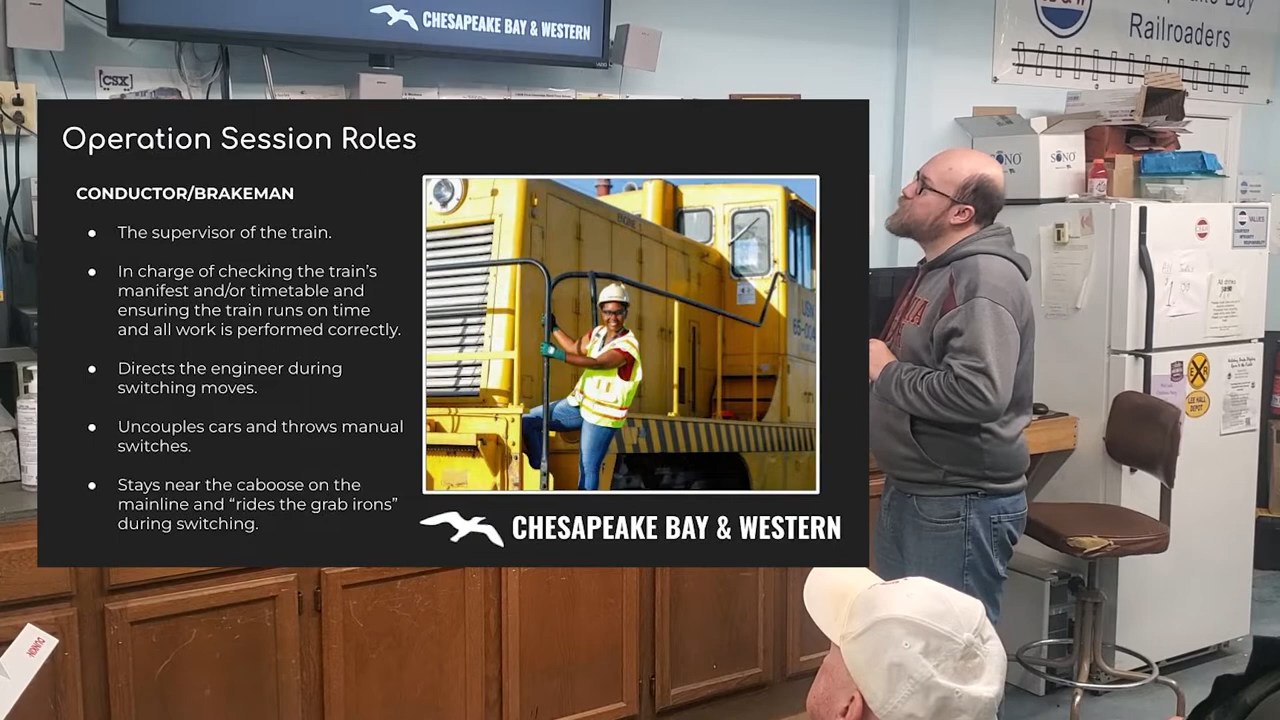 CHESAPEAKE BAY & WESTERN
Bay
Railroaders
[CSX]
Operation Session Roles
CONDUCTOR/BRAKEMAN
● The supervisor of the train.
● In charge of checking the train’s
manifest and/or timetable and
ensuring the train runs on time
and all work is performed correctly.
● Directs the engineer during
switching moves.
● Uncouples cars and throws manual
switches.
● Stays near the caboose on the
mainline and “rides the grab irons”
during switching.
CHESAPEAKE BAY & WESTERN
SONO
SONO
VALUES
LEE HALL
DEPOT